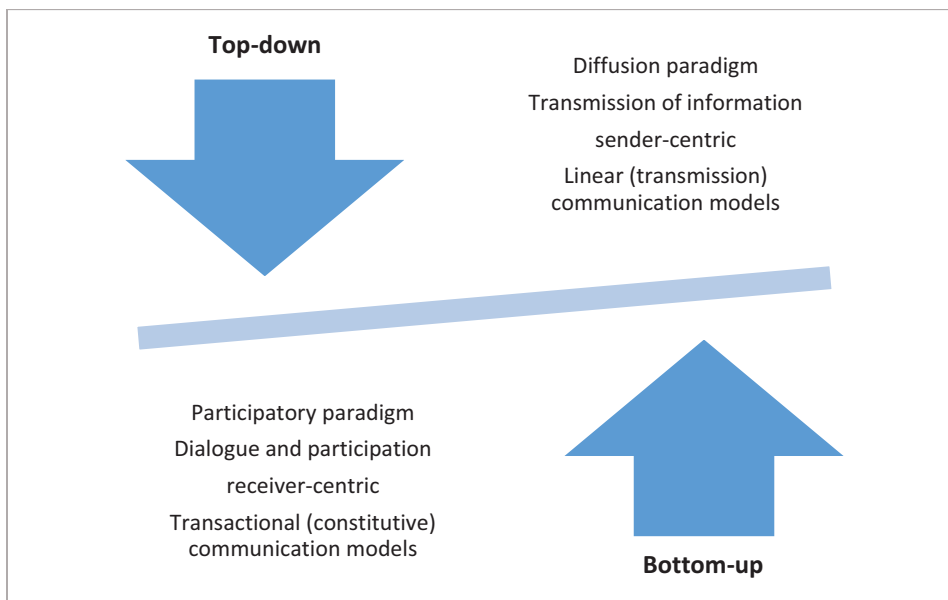 Top-down
Diffusion paradigm
Transmission of information
sender-centric
Linear (transmission)
communication models
Participatory paradigm
Dialogue and participation
receiver-centric
Transactional (constitutive)
communication models
Bottom-up